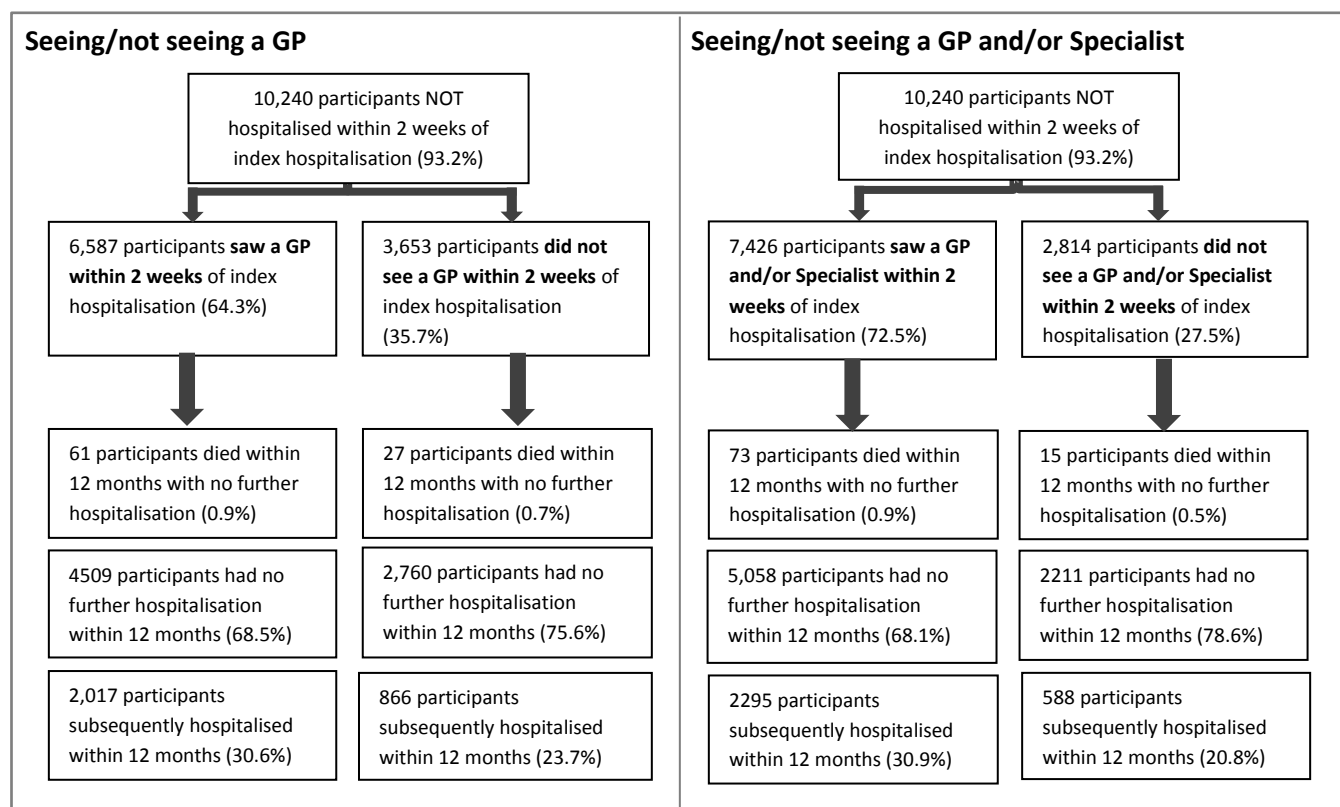 Seeing/not seeing a GP
10,240 participants NOT
hospitalised within 2 weeks of
index hospitalisation (93.2%)
6,587 participants saw a GP
within 2 weeks of index
hospitalisation (64.3%)
3,653 participants did not
see a GP within 2 weeks of
index hospitalisation
(35.7%)
61 participants died within
12 months with no further
hospitalisation (0.9%)
27 participants died within
12 months with no further
hospitalisation (0.7%)
4509 participants had no
further hospitalisation
within 12 months (68.5%)
2,760 participants had no
further hospitalisation
within 12 months (75.6%)
2,017 participants
subsequently hospitalised
within 12 months (30.6%)
866 participants
subsequently hospitalised
within 12 months (23.7%)
Seeing/not seeing a GP and/or Specialist
10,240 participants NOT
hospitalised within 2 weeks of
index hospitalisation (93.2%)
7,426 participants saw a GP
and/or Specialist within 2
weeks of index
hospitalisation (72.5%)
2,814 participants did not
see a GP and/or Specialist
within 2 weeks of index
hospitalisation (27.5%)
73 participants died within
12 months with no further
hospitalisation (0.9%)
15 participants died within
12 months with no further
hospitalisation (0.5%)
5,058 participants had no
further hospitalisation
within 12 months (68.1%)
2211 participants had no
further hospitalisation
within 12 months (78.6%)
2295 participants
subsequently hospitalised
within 12 months (30.9%)
588 participants
subsequently hospitalised
within 12 months (20.8%)